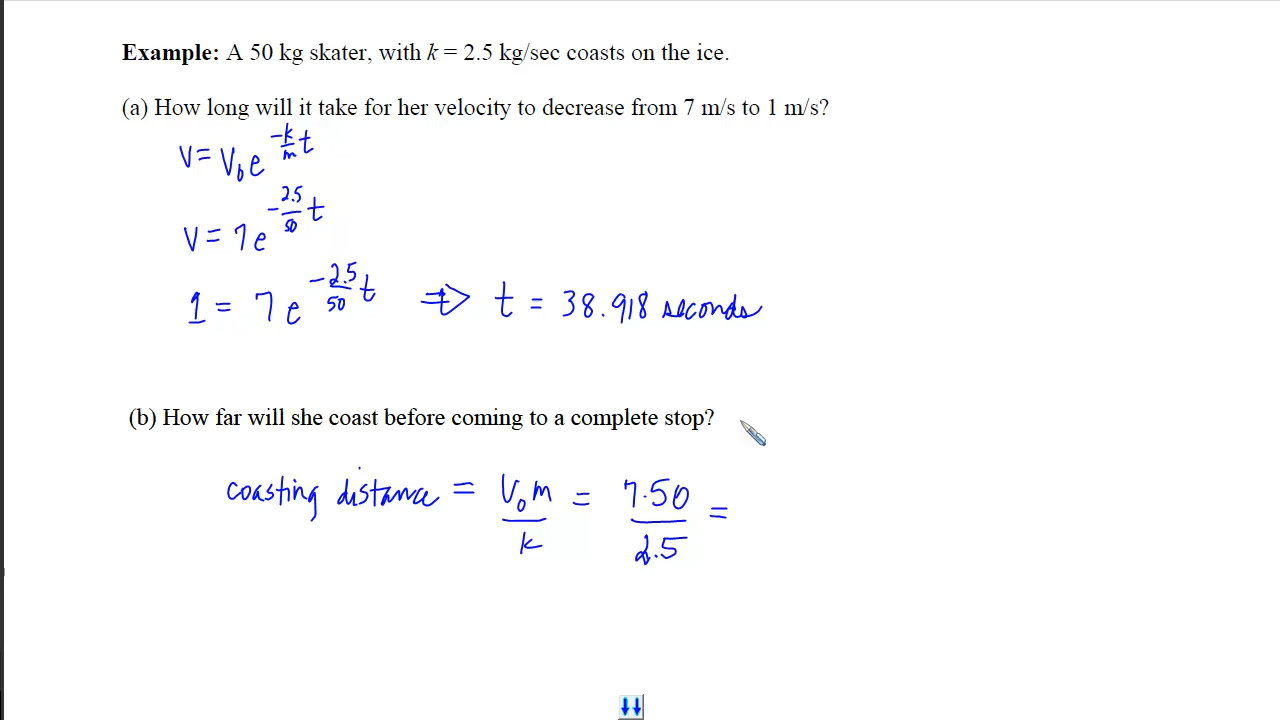 Example: A 50 kg skater, with k = 2.5 kg/sec coasts on the ice.
(a) How long will it take for her velocity to decrease from 7 m/s to 1 m/s?
v = v₀e^(-k/m t)
v = 7e^(-2.5/50 t)
1 = 7e^(-2.5/50 t) ⇒ t = 38.918 seconds
(b) How far will she coast before coming to a complete stop?
coasting distance = v₀m/k = 7·50/2.5 =